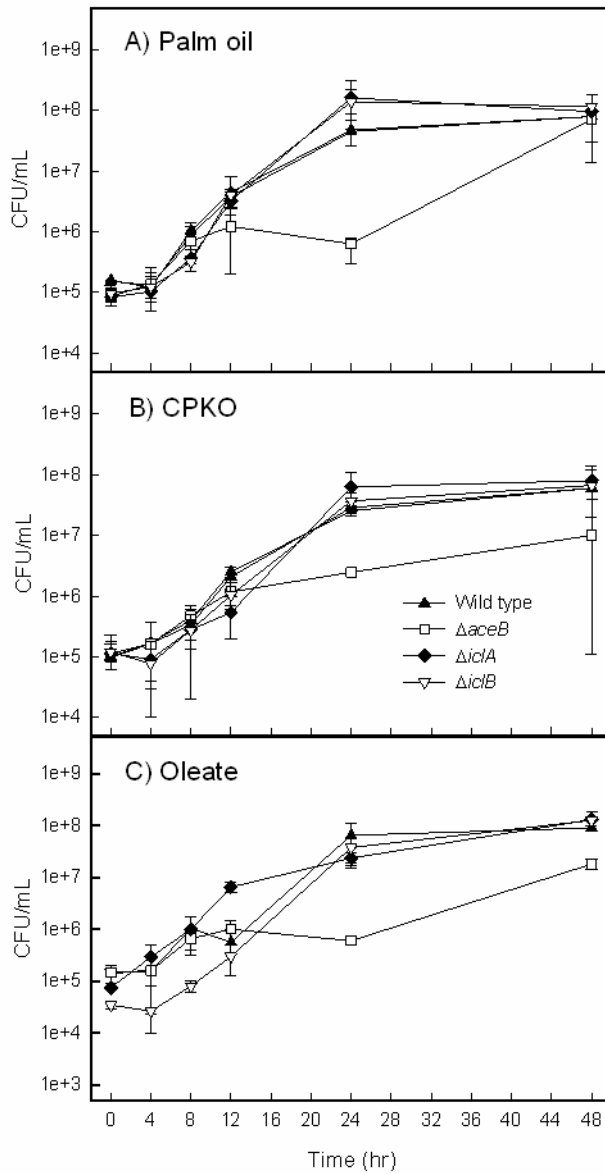 A) Palm oil
1e+9
1e+8
1e+7
1e+6
1e+5
1e+4
CFU/mL
B) CPKO
1e+9
1e+8
1e+7
1e+6
1e+5
1e+4
CFU/mL
Wild type
ΔaceB
ΔiclA
ΔiclB
C) Oleate
1e+9
1e+8
1e+7
1e+6
1e+5
1e+4
1e+3
CFU/mL
0 4 8 12 16 20 24 28 32 36 40 44 48
Time (hr)